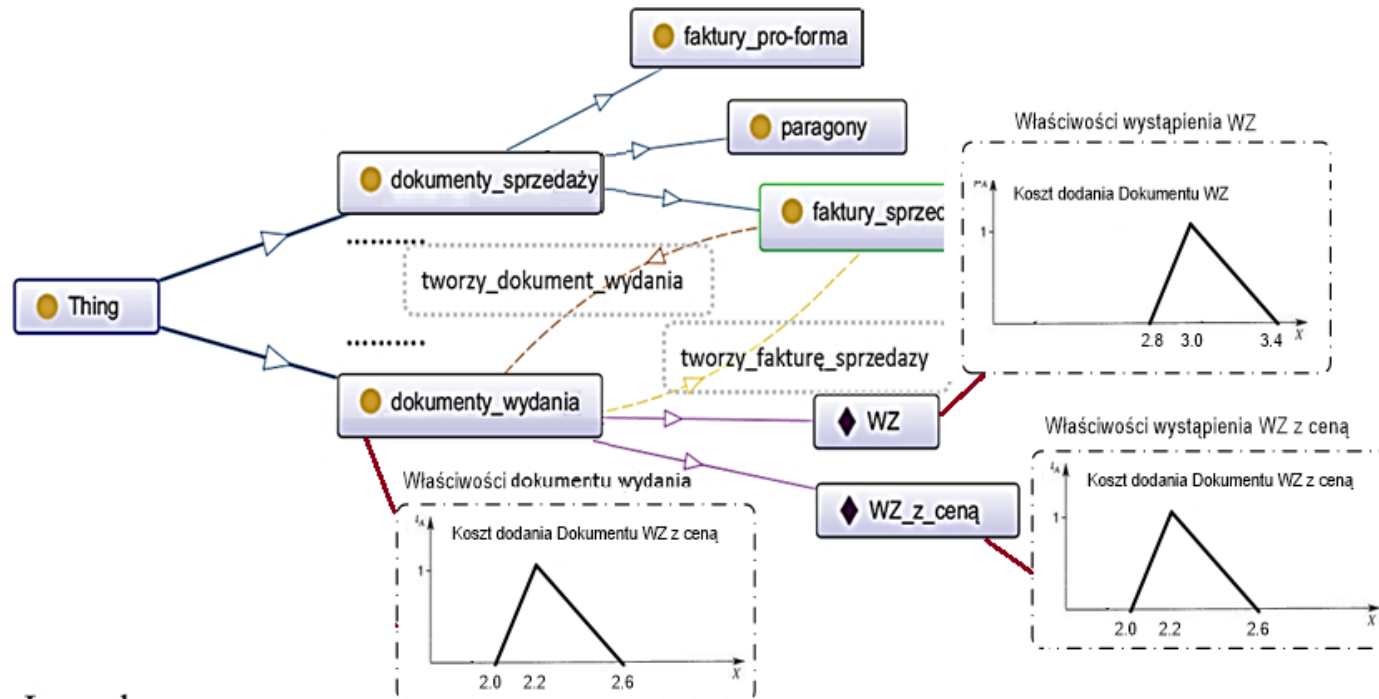 faktury_pro-forma
paragony
Właściwości wystąpienia WZ
dokumenty_sprzedaży
Koszt dodania Dokumentu WZ
1
2.8 3.0 3.4 X
faktury_sprzed
tworzy_dokument_wydania
Thing
tworzy_fakturę_sprzedazy
dokumenty_wydania
WZ
Właściwości wystąpienia WZ z ceną
Koszt dodania Dokumentu WZ z ceną
1
2.0 2.2 2.6 X
WZ_z_ceną
Właściwości dokumentu wydania
Koszt dodania Dokumentu WZ z ceną
1
2.0 2.2 2.6 X